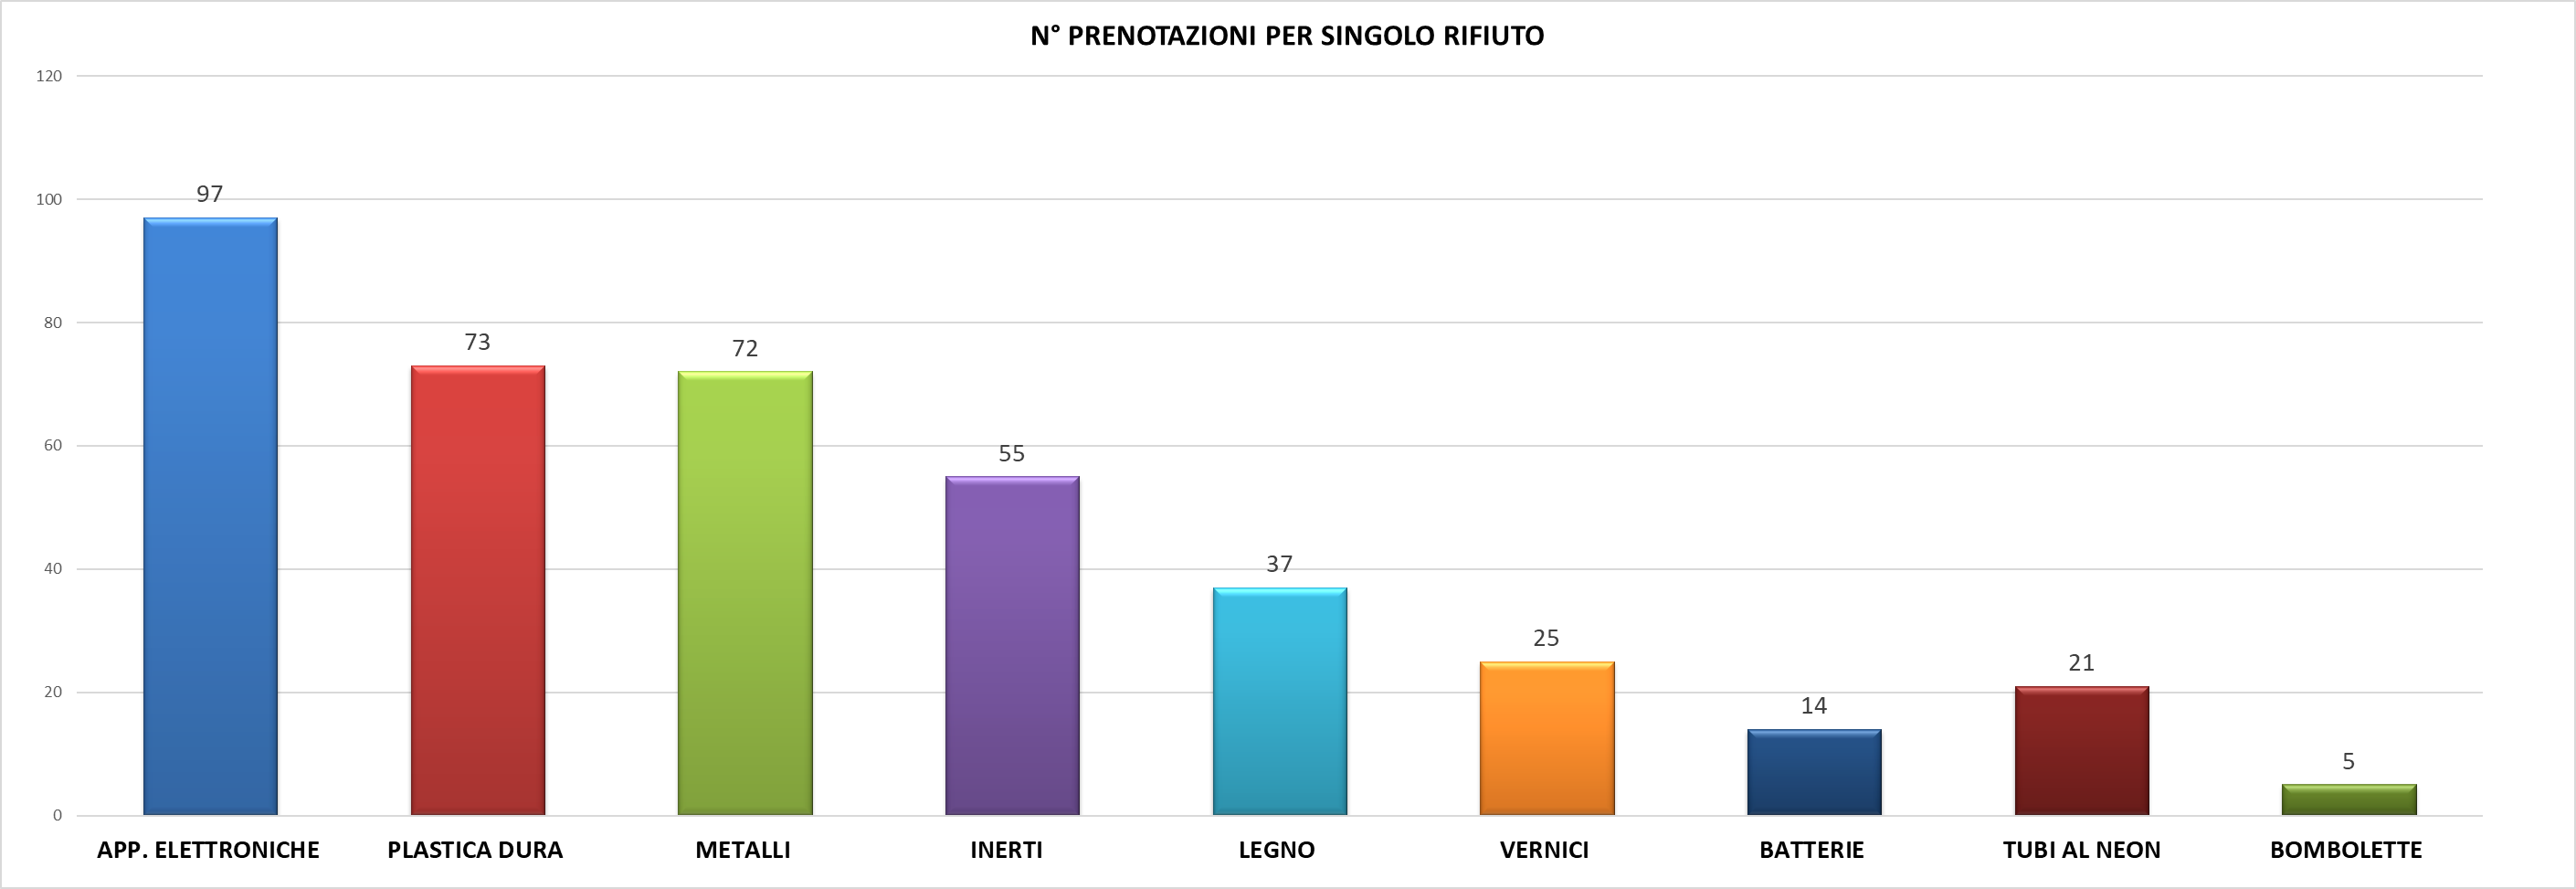 N° PRENOTAZIONI PER SINGOLO RIFIUTO
120
100
80
60
40
20
0
97
73
72
55
37
25
14
21
5
APP. ELETTRONICHE
PLASTICA DURA
METALLI
INERTI
LEGNO
VERNICI
BATTERIE
TUBI AL NEON
BOMBOLETTE